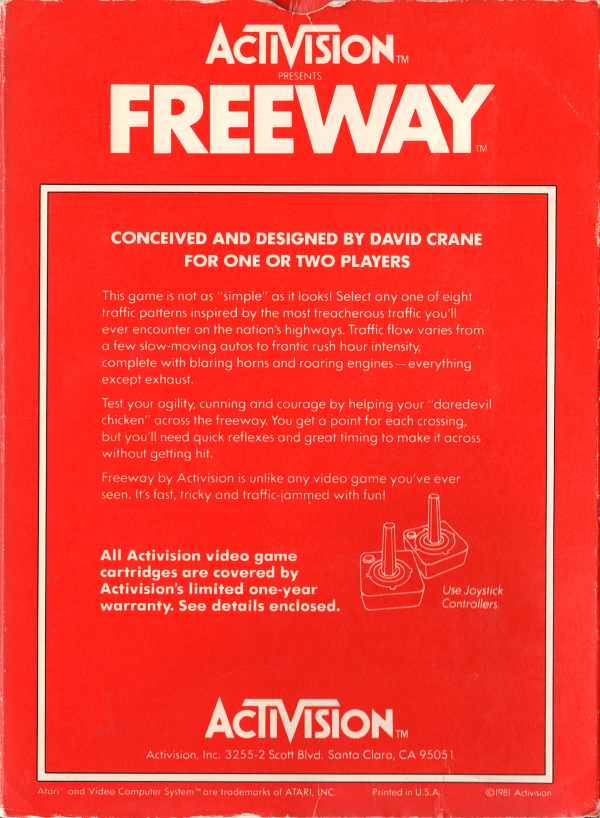 ACTIVISION™
PRESENTS
FREEWAY™
CONCEIVED AND DESIGNED BY DAVID CRANE
FOR ONE OR TWO PLAYERS
This game is not as "simple" as it looks! Select any one of eight
traffic patterns inspired by the most treacherous traffic you'll
ever encounter on the nation's highways. Traffic flow varies from
a few slow-moving autos to frantic rush hour intensity,
complete with blaring horns and roaring engines—everything
except exhaust.
Test your agility, cunning and courage by helping your "daredevil
chicken" across the freeway. You get a point for each crossing,
but you'll need quick reflexes and great timing to make it across
without getting hit.
Freeway by Activision is unlike any video game you've ever
seen. It's fast, tricky and traffic-jammed with fun!
All Activision video game
cartridges are covered by
Activision's limited one-year
warranty. See details enclosed.
Use Joystick
Controllers.
ACTIVISION™
Activision, Inc. 3255-2 Scott Blvd. Santa Clara, CA 95051
Atari® and Video Computer System™ are trademarks of ATARI, INC. Printed in U.S.A. ©1981 Activision